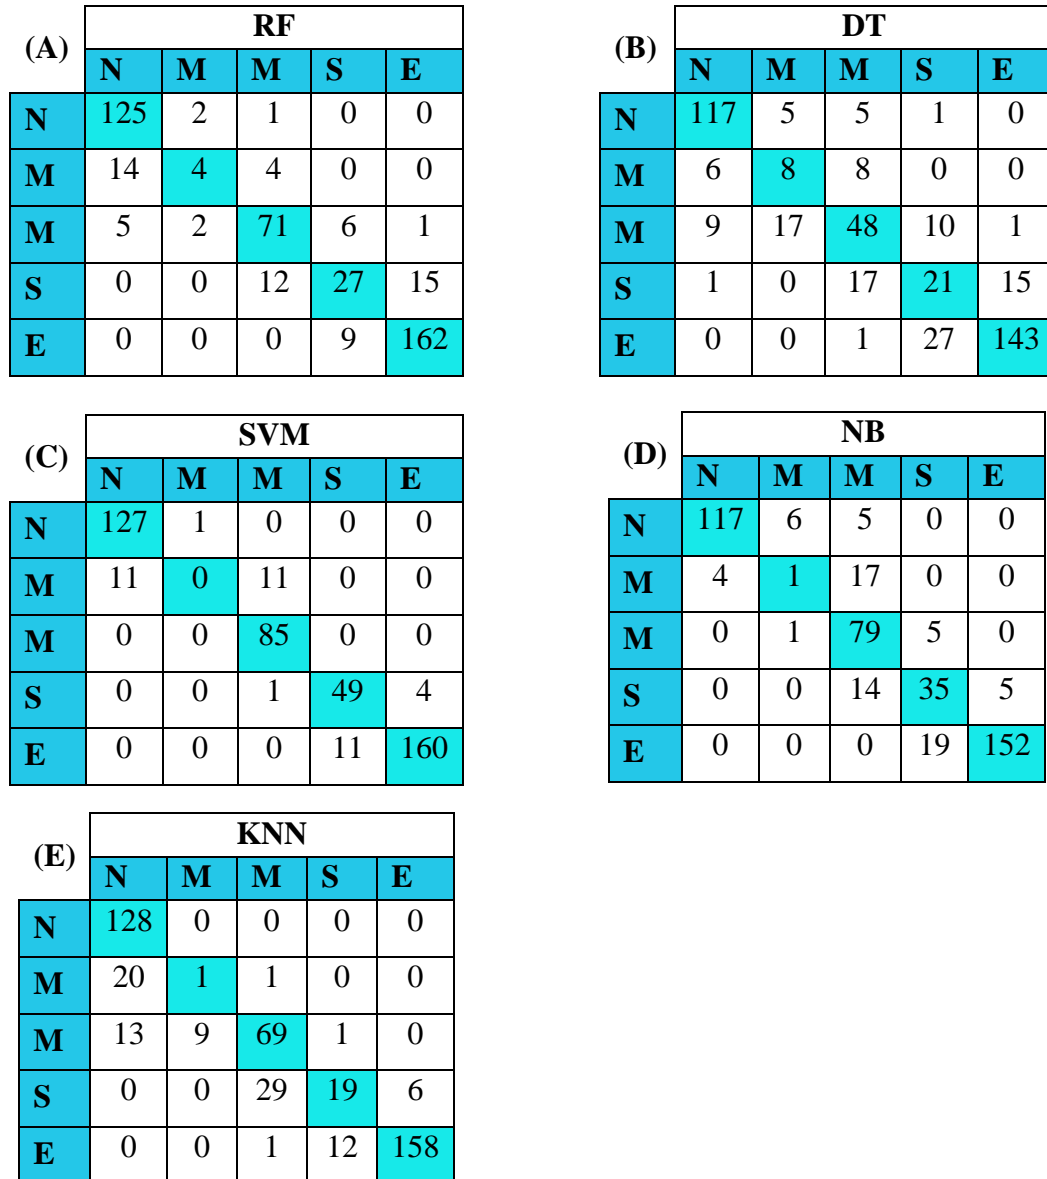 (A) RF
N M M S E
N 125 2 1 0 0
M 14 4 4 0 0
M 5 2 71 6 1
S 0 0 12 27 15
E 0 0 0 9 162
(B) DT
N M M S E
N 117 5 5 1 0
M 6 8 8 0 0
M 9 17 48 10 1
S 1 0 17 21 15
E 0 0 1 27 143
(C) SVM
N M M S E
N 127 1 0 0 0
M 11 0 11 0 0
M 0 0 85 0 0
S 0 0 1 49 4
E 0 0 0 11 160
(D) NB
N M M S E
N 117 6 5 0 0
M 4 1 17 0 0
M 0 1 79 5 0
S 0 0 14 35 5
E 0 0 0 19 152
(E) KNN
N M M S E
N 128 0 0 0 0
M 20 1 1 0 0
M 13 9 69 1 0
S 0 0 29 19 6
E 0 0 1 12 158